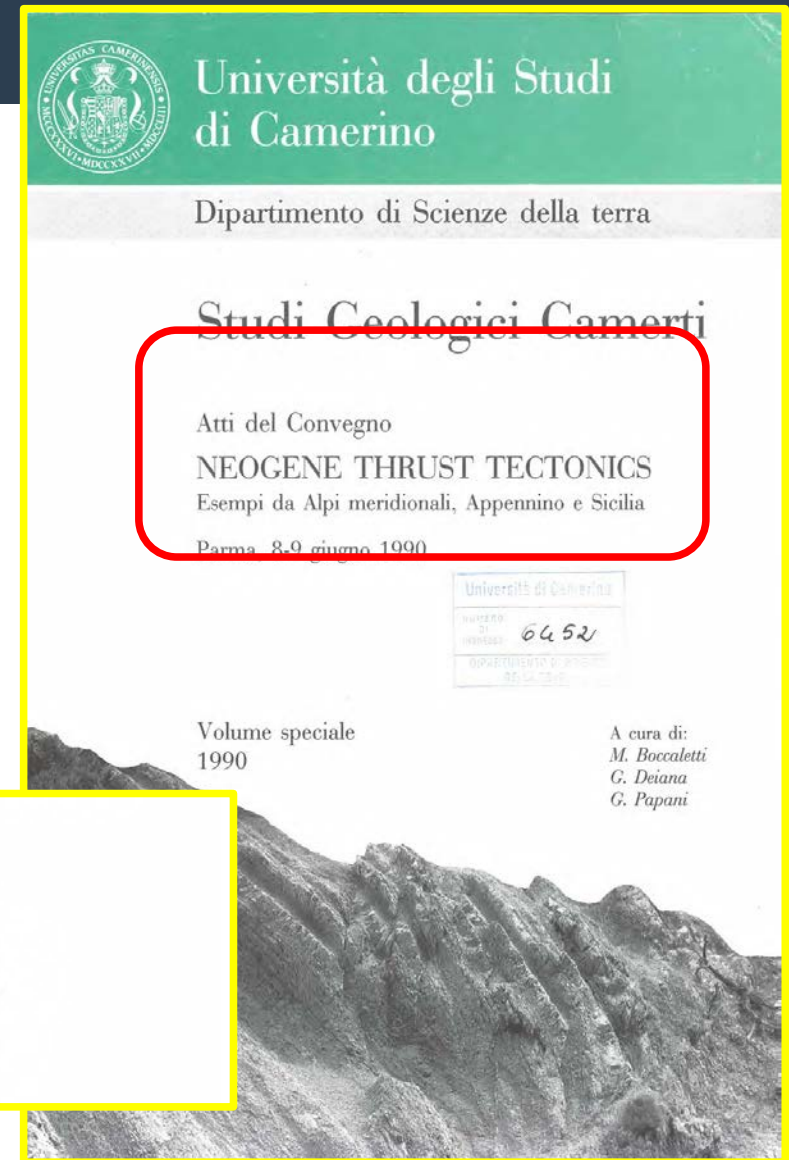 Università degli Studi
di Camerino
Dipartimento di Scienze della terra
Studi Geologici Camerti
Atti del Convegno
NEOGENE THRUST TECTONICS
Esempi da Alpi meridionali, Appennino e Sicilia
Parma, 8-9 giugno 1990
Università di Camerino
NUMERO
DI
6452
Volume speciale
1990
A cura di:
M. Boccaletti
G. Deiana
G. Papani